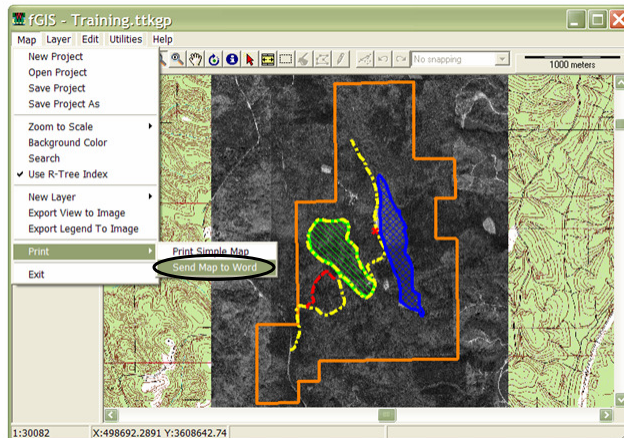 fGIS - Training.ttkgp
Map Layer Edit Utilities Help
No snapping
1000 meters
New Project
Open Project
Save Project
Save Project As
Zoom to Scale
Background Color
Search
Use R-Tree Index
New Layer
Export View to Image
Export Legend To Image
Print
Print Simple Map
Send Map to Word
Exit
1:30082 X:498692.2891 Y:3608642.74